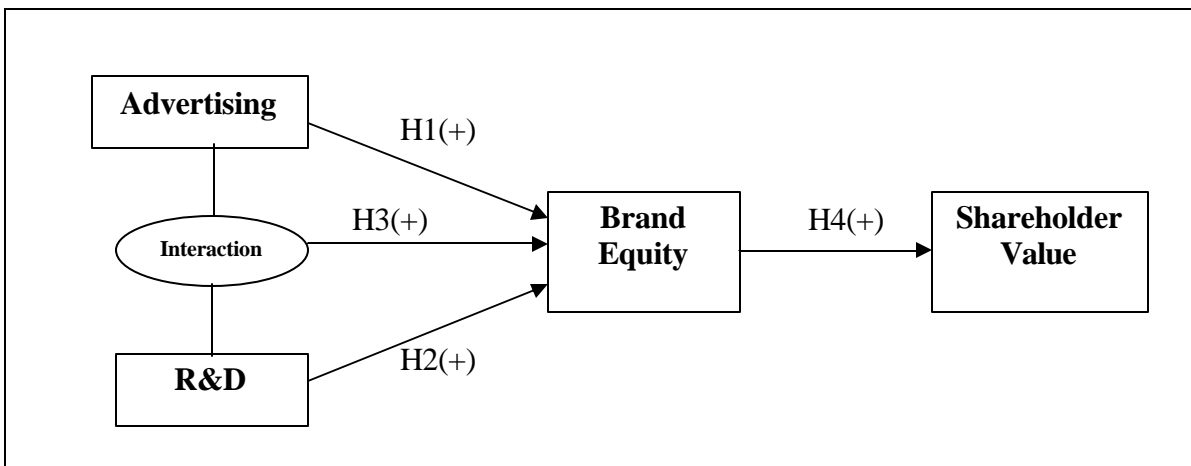 Advertising
H1(+)
Interaction
H3(+)
R&D
H2(+)
Brand
Equity
H4(+)
Shareholder
Value